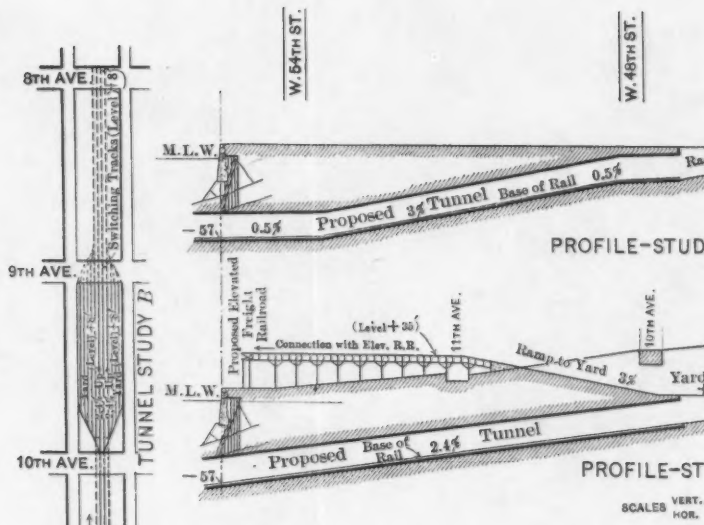 8TH AVE.
Switching Tracks (Level + 8')
9TH AVE.
TUNNEL STUDY B
10TH AVE.
W. 54TH ST.
W. 48TH ST.
M.L.W.
-57
0.5%
Proposed 3% Tunnel
Base of Rail 0.5%
Ra
PROFILE-STUD
Proposed Elevated
Freight
Railroad
(Level + 35')
Connection with Elev. R.R.
11TH AVE.
10TH AVE.
Ramp to Yard
3%
Yard
M.L.W.
-57
Proposed Base of Rail 2.4% Tunnel
PROFILE-ST
SCALES VERT.
HOR.